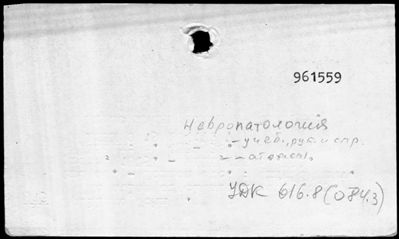 961559
Невропатология
– учеб., рук. и спр.
– атласы
УДК 616.8(084.3)